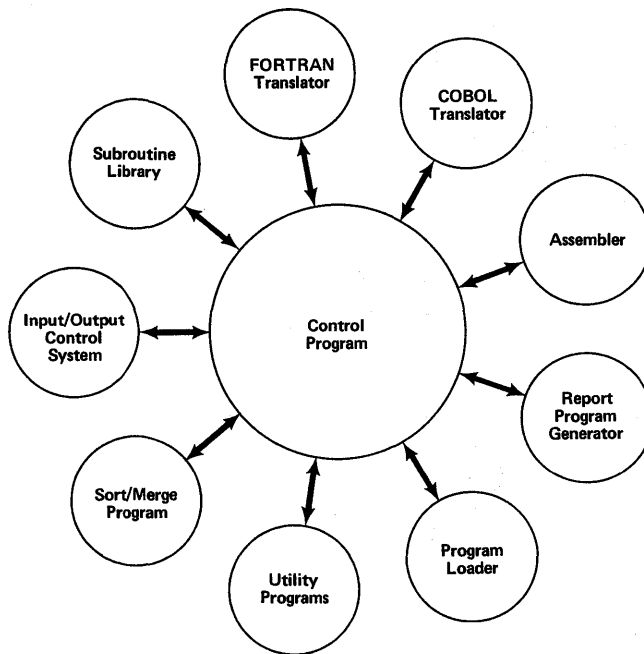 FORTRAN
Translator
COBOL
Translator
Subroutine
Library
Assembler
Input/Output
Control
System
Control
Program
Report
Program
Generator
Sort/Merge
Program
Utility
Programs
Program
Loader